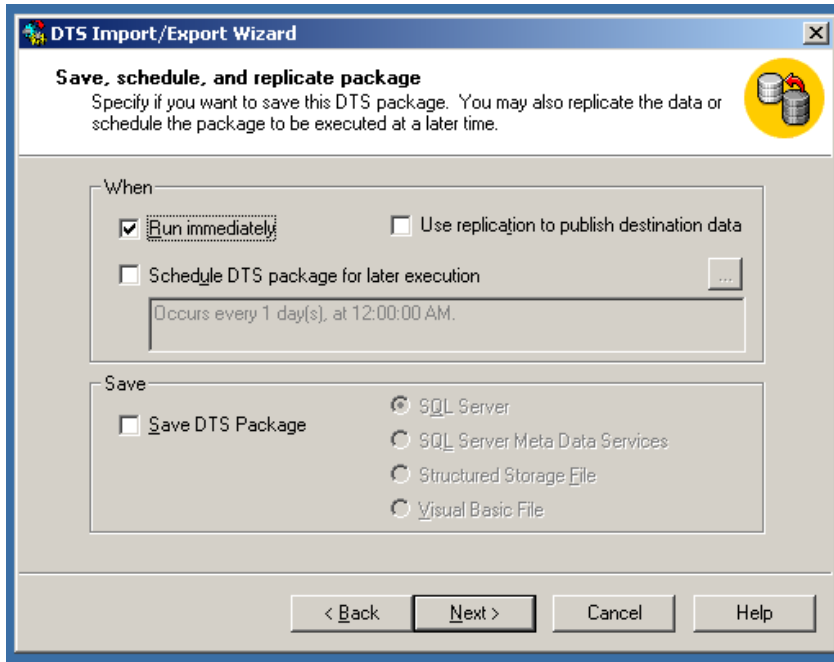 DTS Import/Export Wizard
Save, schedule, and replicate package
Specify if you want to save this DTS package. You may also replicate the data or
schedule the package to be executed at a later time.
When
Run immediately
Use replication to publish destination data
Schedule DTS package for later execution
...
Occurs every 1 day(s), at 12:00:00 AM.
Save
Save DTS Package
SQL Server
SQL Server Meta Data Services
Structured Storage File
Visual Basic File
< Back
Next >
Cancel
Help